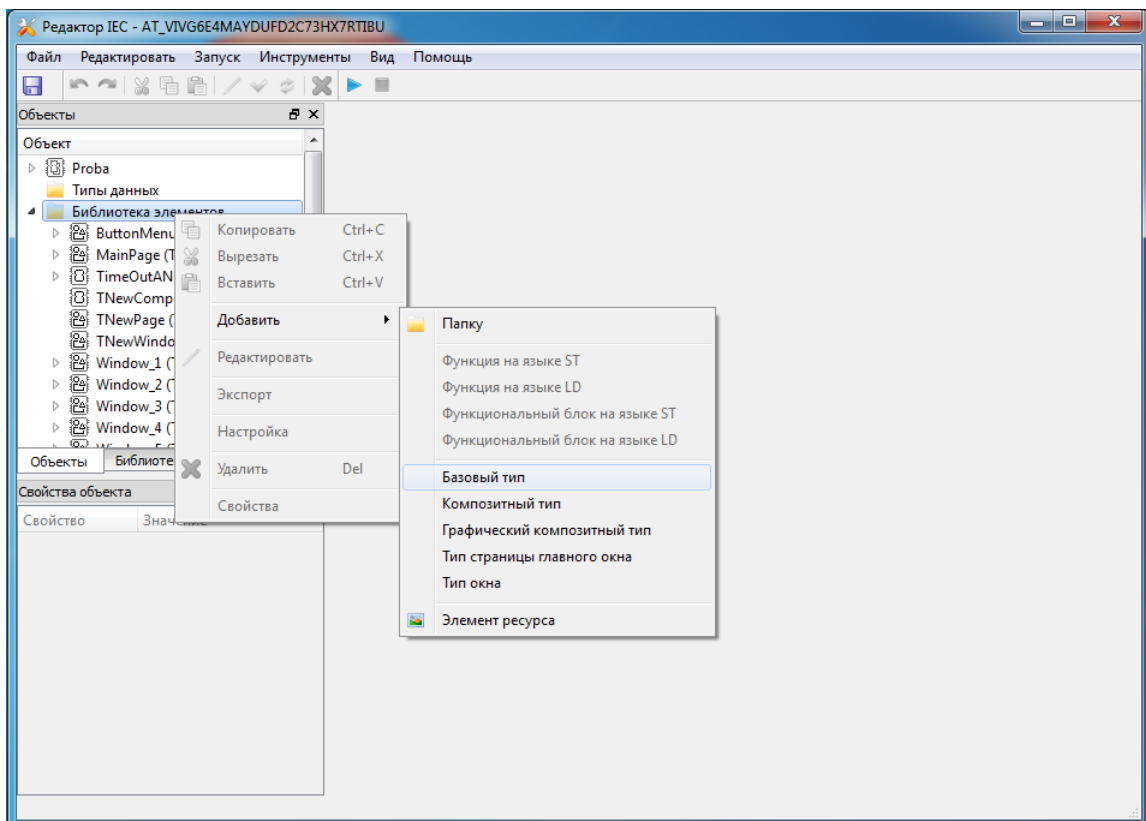 Редактор IEC - AT_VIVG6E4MAYDUFD2C73HX7RTIBU
Файл Редактировать Запуск Инструменты Вид Помощь
Объекты
Объект
Proba
Типы данных
Библиотека элементов
ButtonMenu
MainPage (T
TimeOutAN
TNewComp
TNewPage (
TNewWindo
Window_1 (T
Window_2 (T
Window_3 (T
Window_4 (T
Объекты Библиоте
Свойства объекта
Свойство Значение
Копировать Ctrl+C
Вырезать Ctrl+X
Вставить Ctrl+V
Добавить
Редактировать
Экспорт
Настройка
Удалить Del
Свойства
Папку
Функция на языке ST
Функция на языке LD
Функциональный блок на языке ST
Функциональный блок на языке LD
Базовый тип
Композитный тип
Графический композитный тип
Тип страницы главного окна
Тип окна
Элемент ресурса